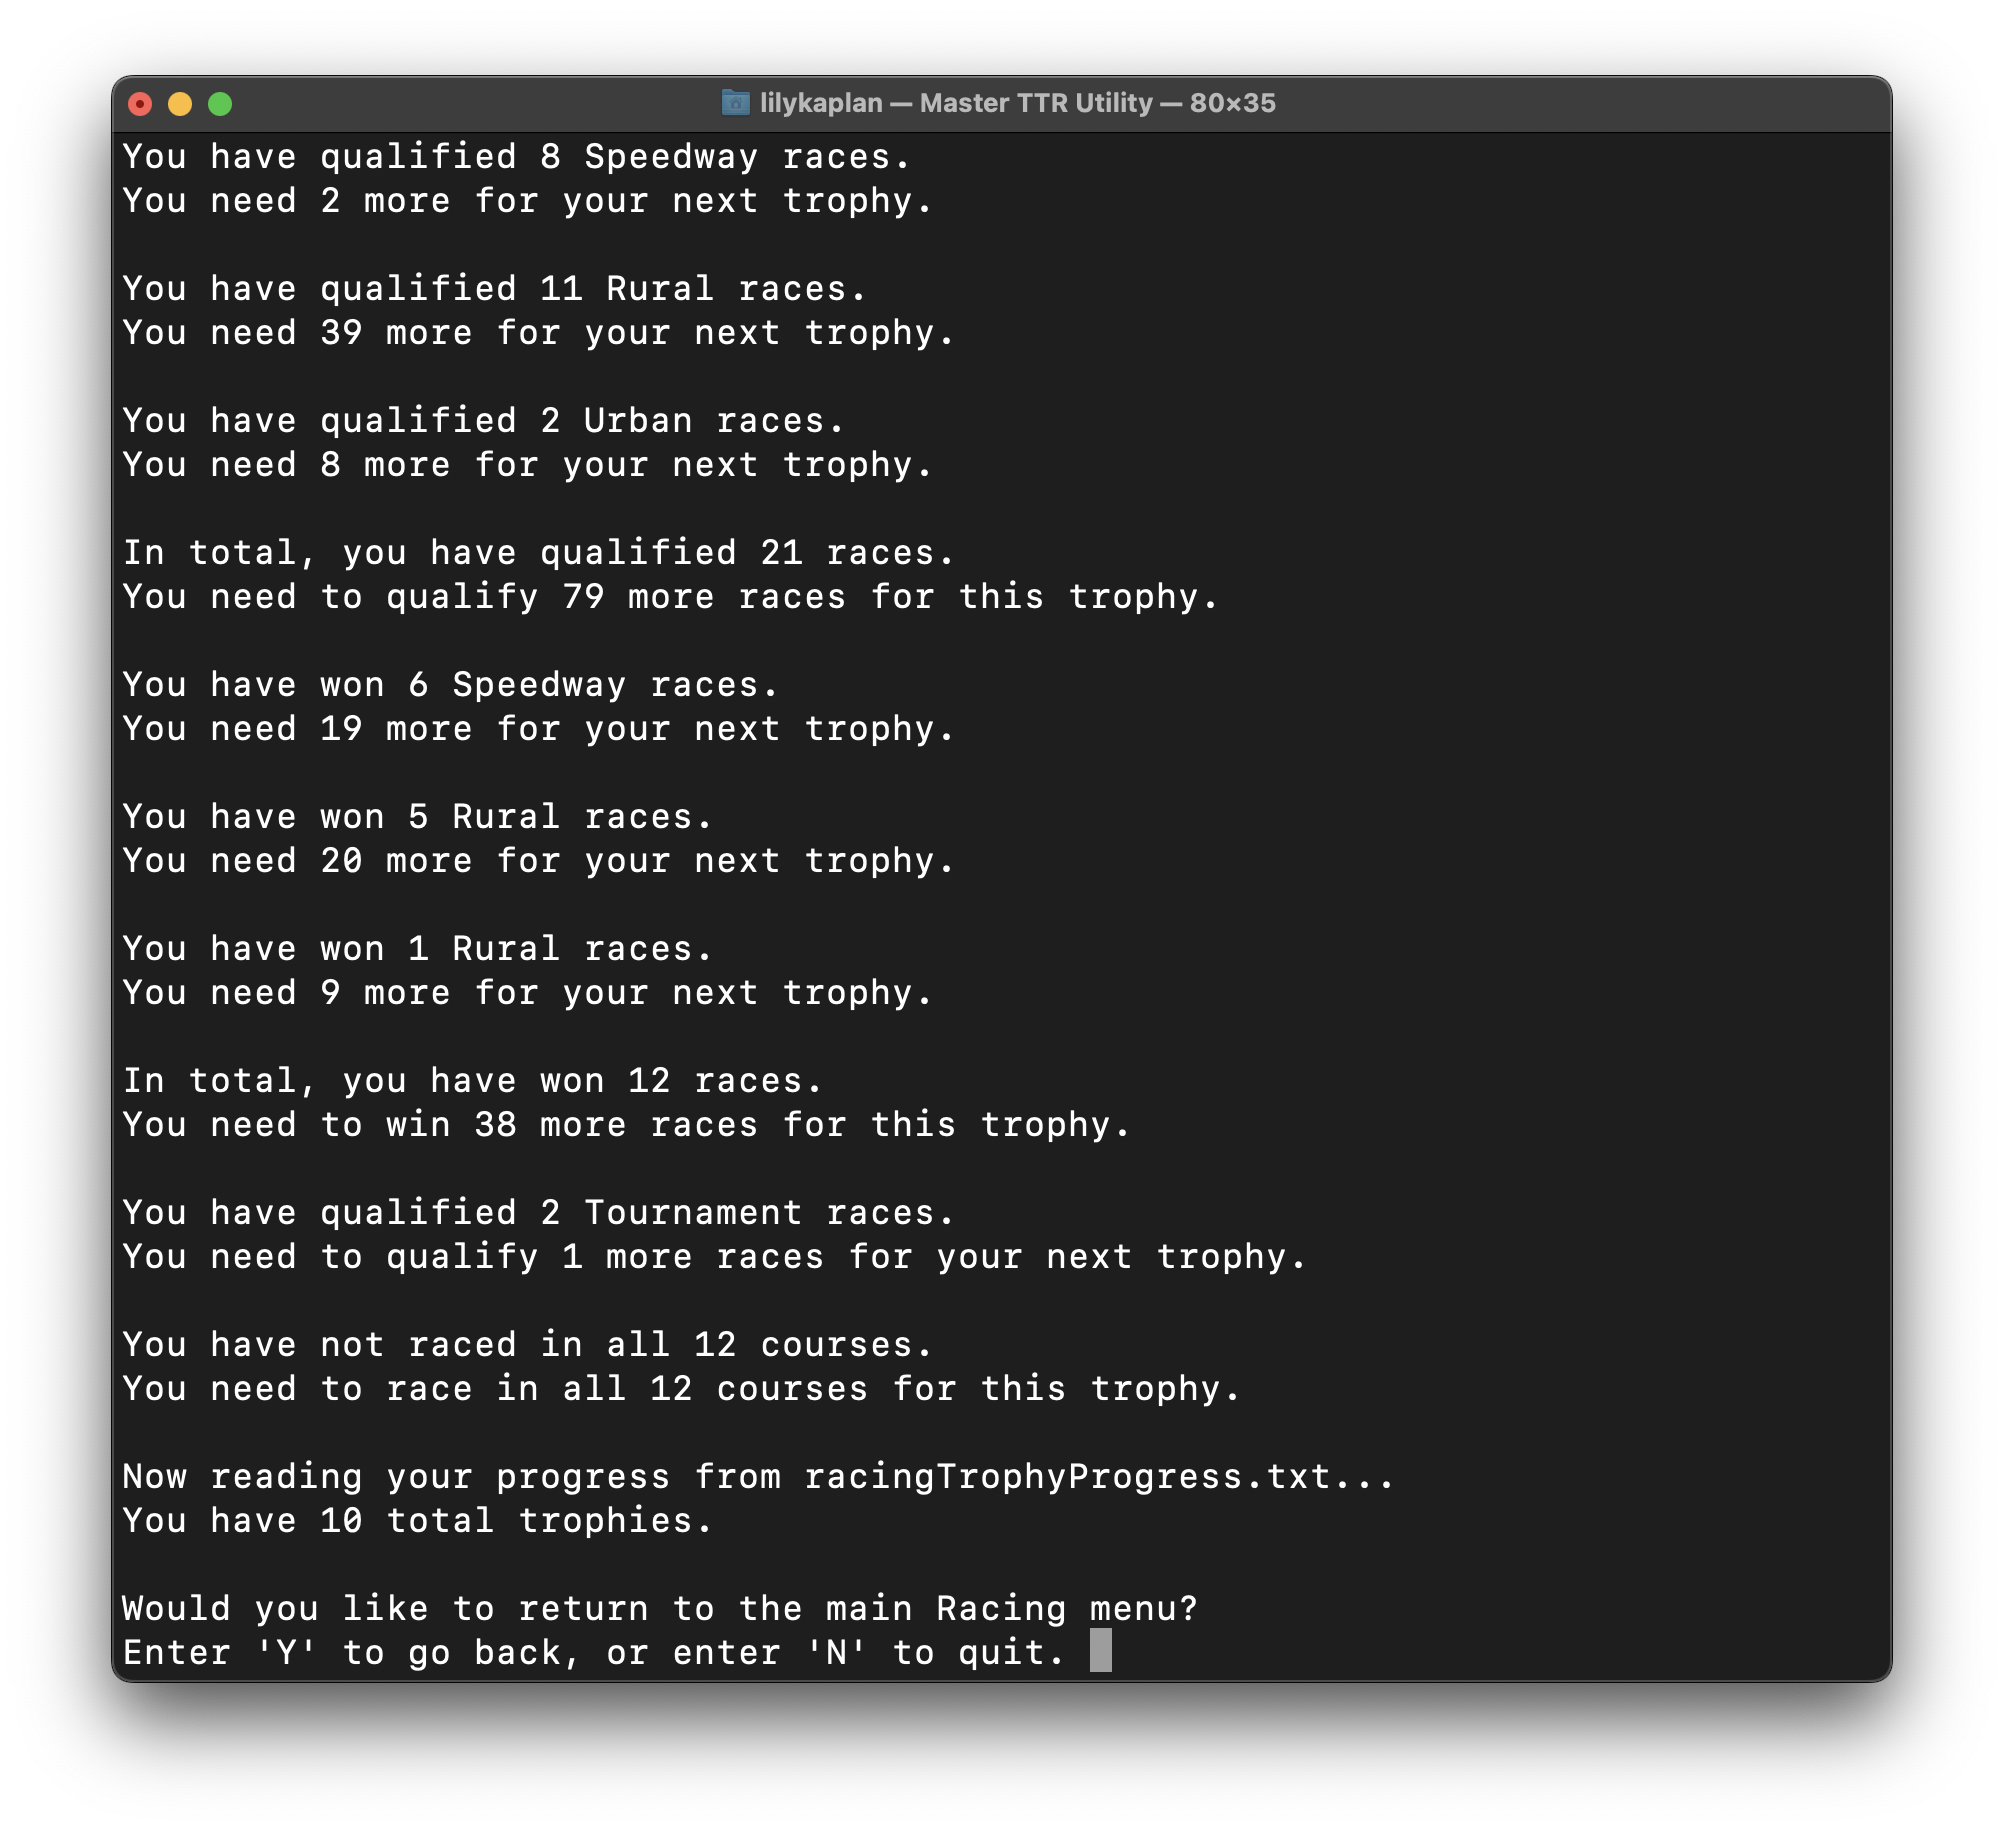 lilykaplan — Master TTR Utility — 80×35
You have qualified 8 Speedway races.
You need 2 more for your next trophy.
You have qualified 11 Rural races.
You need 39 more for your next trophy.
You have qualified 2 Urban races.
You need 8 more for your next trophy.
In total, you have qualified 21 races.
You need to qualify 79 more races for this trophy.
You have won 6 Speedway races.
You need 19 more for your next trophy.
You have won 5 Rural races.
You need 20 more for your next trophy.
You have won 1 Rural races.
You need 9 more for your next trophy.
In total, you have won 12 races.
You need to win 38 more races for this trophy.
You have qualified 2 Tournament races.
You need to qualify 1 more races for your next trophy.
You have not raced in all 12 courses.
You need to race in all 12 courses for this trophy.
Now reading your progress from racingTrophyProgress.txt...
You have 10 total trophies.
Would you like to return to the main Racing menu?
Enter 'Y' to go back, or enter 'N' to quit.